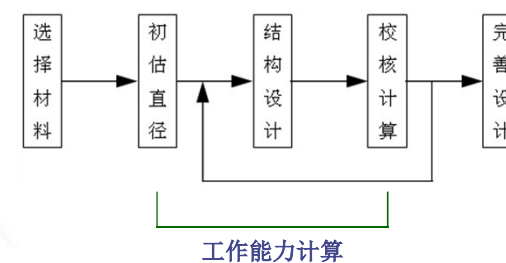 选择材料
初估直径
结构设计
校核计算
完善设计
工作能力计算